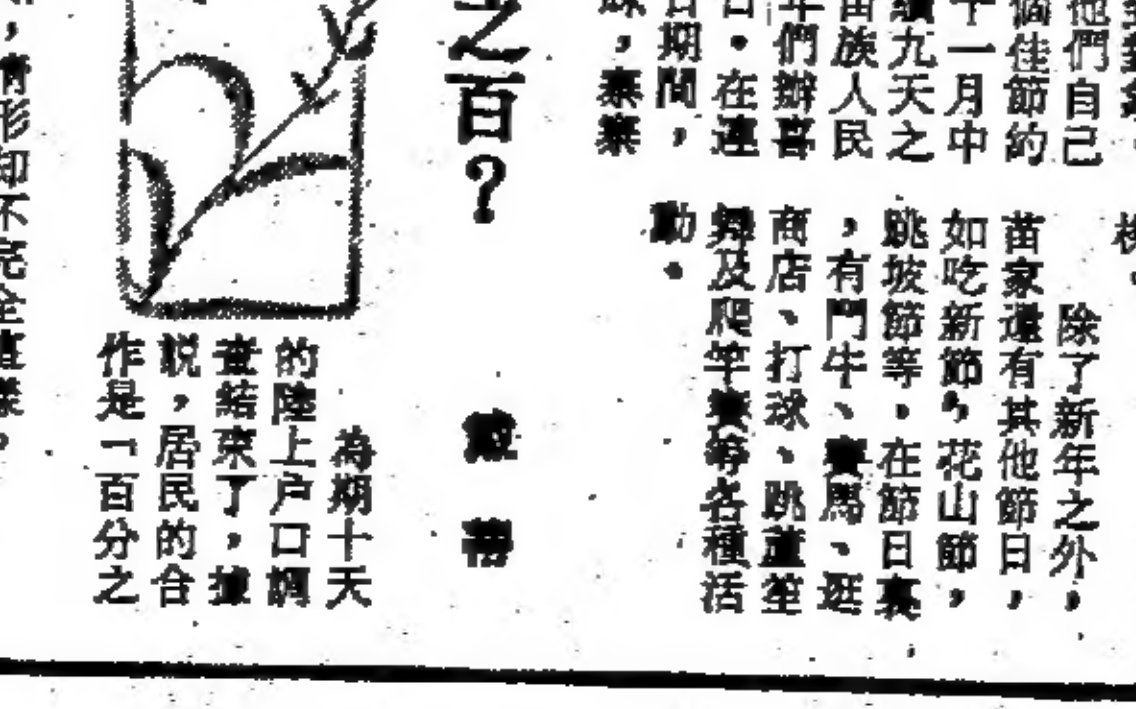 他們自己
個佳節約
十一月中
續九天之
苗族人民
年們辦喜
日。在連
日期間，
，寨寨
除了新年之外，
苗家還有其他節日，
如吃新節，花山節，
跳坡節等，在節日裏
，有鬥牛、賽馬、逛
商店、打球、跳蘆笙
舞及爬竿賽等各種活
動。
之百？
為期十天
的陸上户口調
查結束了，據
説，居民的合
作是「百分之
，情形却不完全這樣，